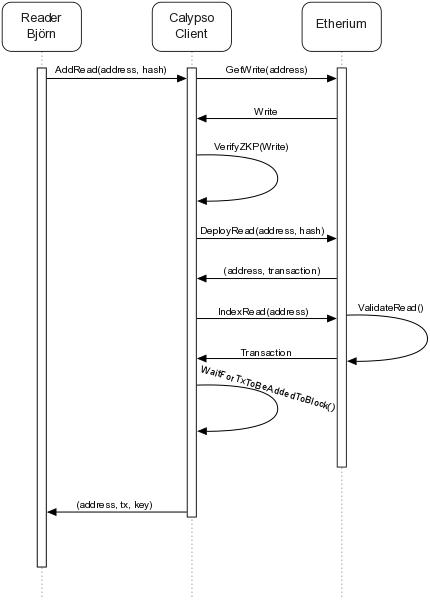 Reader
Björn
Calypso
Client
Etherium
AddRead(address, hash)
GetWrite(address)
Write
VerifyZKP(Write)
DeployRead(address, hash)
(address, transaction)
IndexRead(address)
ValidateRead()
Transaction
WaitForTxToBeAddedToBlock()
(address, tx, key)